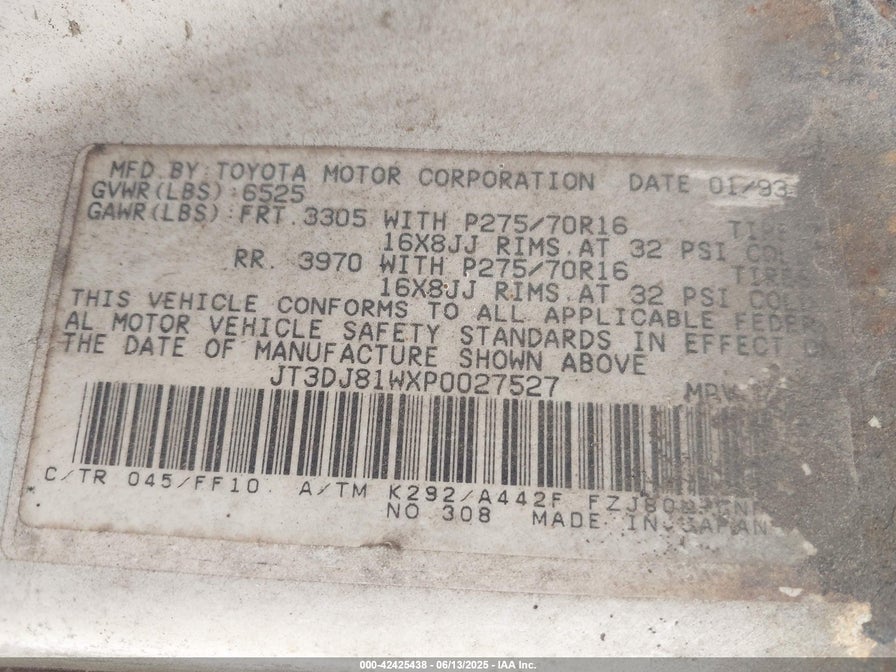 MFD.BY:TOYOTA MOTOR CORPORATION DATE 01/93
GVWR(LBS):6525
GAWR(LBS):FRT.3305 WITH P275/70R16
16X8JJ RIMS.AT 32 PSI
RR. 3970 WITH P275/70R16
16X8JJ RIMS.AT 32 PSI
THIS VEHICLE CONFORMS TO ALL APPLICABLE
AL MOTOR VEHICLE SAFETY STANDARDS IN EFFECT
THE DATE OF MANUFACTURE SHOWN ABOVE
JT3DJ81WXP0027527
C/TR 045/FF10 A/TM K292/A442F
NO 308 MADE IN JAPAN
000-42425438 - 06/13/2025 - IAA Inc.